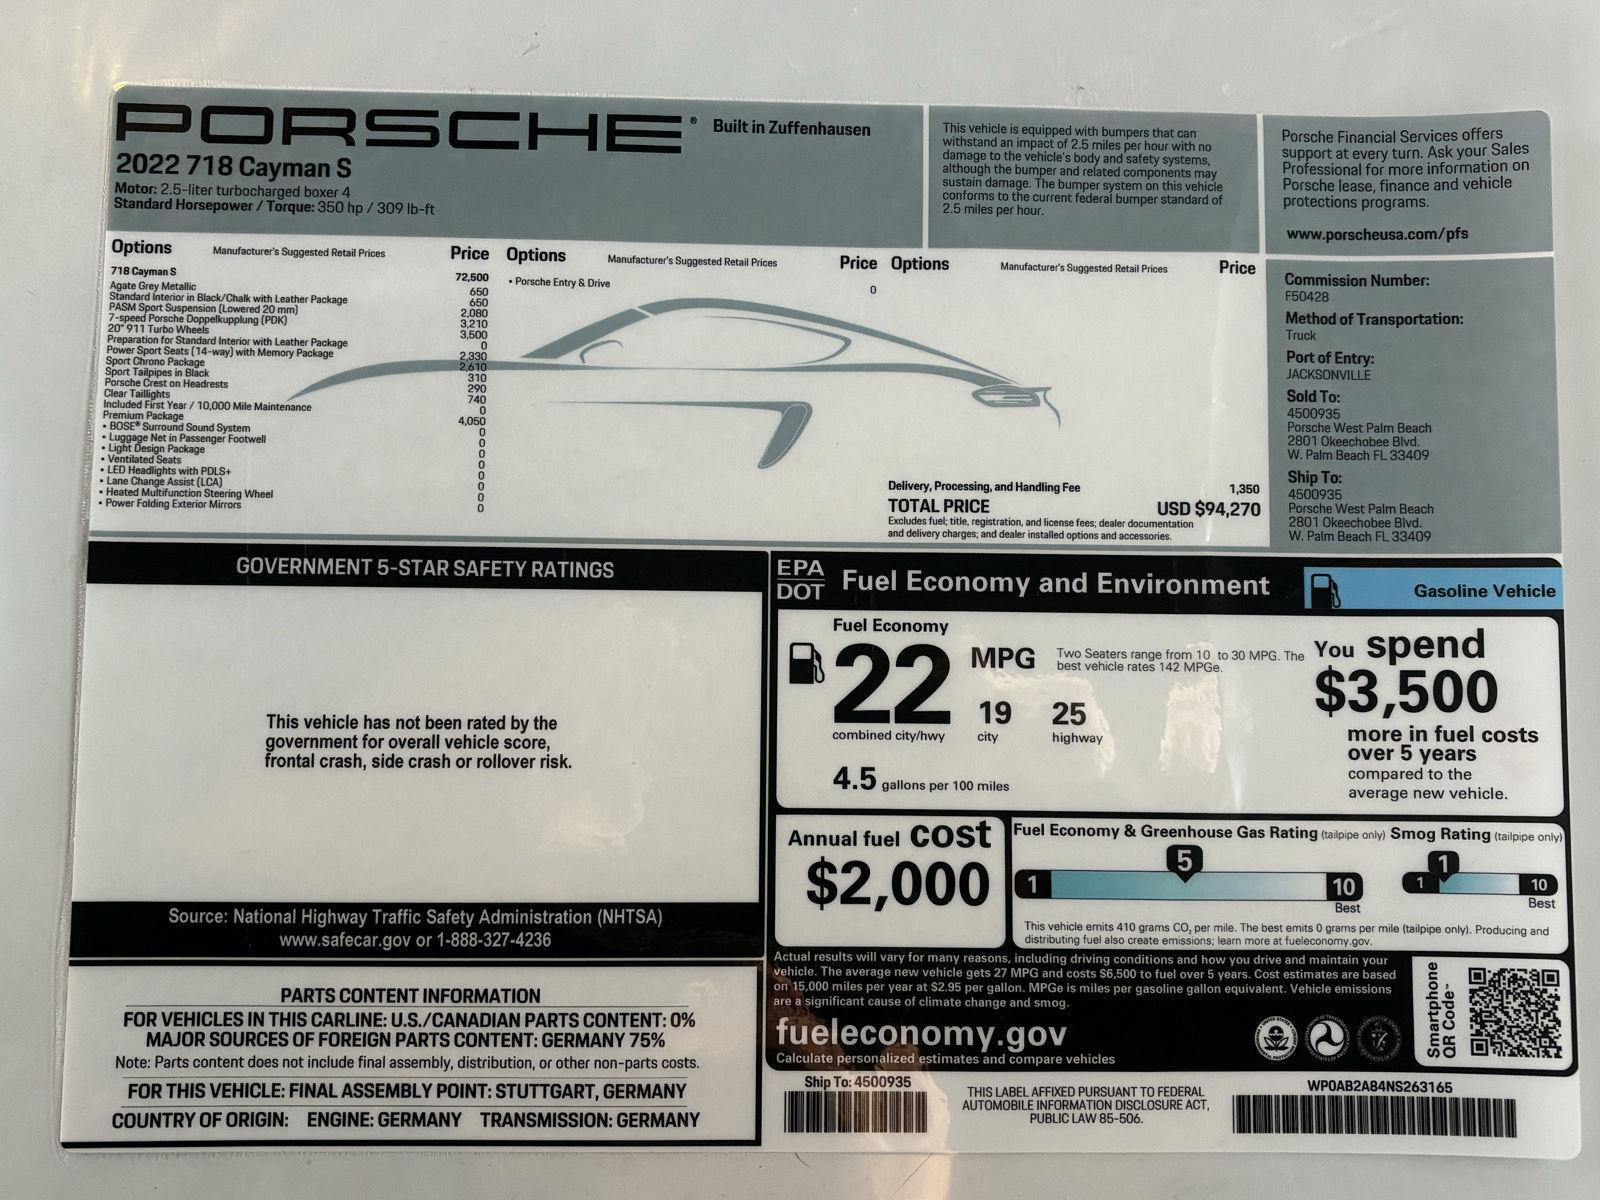 PORSCHE®
Built in Zuffenhausen
2022 718 Cayman S
Motor: 2.5-liter turbocharged boxer 4
Standard Horsepower / Torque: 350 hp / 309 lb-ft
This vehicle is equipped with bumpers that can
withstand an impact of 2.5 miles per hour with no
damage to the vehicle's body and safety systems,
although the bumper and related components may
sustain damage. The bumper system on this vehicle
conforms to the current federal bumper standard of
2.5 miles per hour.
Porsche Financial Services offers
support at every turn. Ask your Sales
Professional for more information on
Porsche lease, finance and vehicle
protections programs.
www.porscheusa.com/pfs
Options Manufacturer's Suggested Retail Prices Price
718 Cayman S 72,500
Agate Grey Metallic 650
Standard Interior in Black/Chalk with Leather Package 650
PASM Sport Suspension (Lowered 20 mm) 2,080
7-speed Porsche Doppelkupplung (PDK) 3,210
20" 911 Turbo Wheels 3,500
Preparation for Standard Interior with Leather Package 0
Power Sport Seats (14-way) with Memory Package 2,330
Sport Chrono Package 2,610
Sport Tailpipes in Black 310
Porsche Crest on Headrests 290
Clear Taillights 740
Included First Year / 10,000 Mile Maintenance 0
Premium Package 4,050
• BOSE® Surround Sound System 0
• Luggage Net in Passenger Footwell 0
• Light Design Package 0
• Ventilated Seats 0
• LED Headlights with PDLS+ 0
• Lane Change Assist (LCA) 0
• Heated Multifunction Steering Wheel 0
• Power Folding Exterior Mirrors 0
Options Manufacturer's Suggested Retail Prices Price
• Porsche Entry & Drive 0
Options Manufacturer's Suggested Retail Prices Price
Delivery, Processing, and Handling Fee 1,350
TOTAL PRICE USD $94,270
Excludes fuel; title, registration, and license fees; dealer documentation
and delivery charges; and dealer installed options and accessories.
Commission Number:
F50428
Method of Transportation:
Truck
Port of Entry:
JACKSONVILLE
Sold To:
4500935
Porsche West Palm Beach
2801 Okeechobee Blvd.
W. Palm Beach FL 33409
Ship To:
4500935
Porsche West Palm Beach
2801 Okeechobee Blvd.
W. Palm Beach FL 33409
GOVERNMENT 5-STAR SAFETY RATINGS
This vehicle has not been rated by the
government for overall vehicle score,
frontal crash, side crash or rollover risk.
Source: National Highway Traffic Safety Administration (NHTSA)
www.safecar.gov or 1-888-327-4236
PARTS CONTENT INFORMATION
FOR VEHICLES IN THIS CARLINE: U.S./CANADIAN PARTS CONTENT: 0%
MAJOR SOURCES OF FOREIGN PARTS CONTENT: GERMANY 75%
Note: Parts content does not include final assembly, distribution, or other non-parts costs.
FOR THIS VEHICLE: FINAL ASSEMBLY POINT: STUTTGART, GERMANY
COUNTRY OF ORIGIN: ENGINE: GERMANY TRANSMISSION: GERMANY
EPA
DOT
Fuel Economy and Environment
Gasoline Vehicle
Fuel Economy
22 MPG
combined city/hwy
19
city
25
highway
Two Seaters range from 10 to 30 MPG. The
best vehicle rates 142 MPGe.
4.5 gallons per 100 miles
You spend
$3,500
more in fuel costs
over 5 years
compared to the
average new vehicle.
Annual fuel cost
$2,000
Fuel Economy & Greenhouse Gas Rating (tailpipe only)
1 5 10
Best
Smog Rating (tailpipe only)
1 1 10
Best
This vehicle emits 410 grams CO₂ per mile. The best emits 0 grams per mile (tailpipe only). Producing and
distributing fuel also create emissions; learn more at fueleconomy.gov.
Actual results will vary for many reasons, including driving conditions and how you drive and maintain your
vehicle. The average new vehicle gets 27 MPG and costs $6,500 to fuel over 5 years. Cost estimates are based
on 15,000 miles per year at $2.95 per gallon. MPGe is miles per gasoline gallon equivalent. Vehicle emissions
are a significant cause of climate change and smog.
fueleconomy.gov
Calculate personalized estimates and compare vehicles
Smartphone
QR Code™
Ship To: 4500935
THIS LABEL AFFIXED PURSUANT TO FEDERAL
AUTOMOBILE INFORMATION DISCLOSURE ACT,
PUBLIC LAW 85-506.
WP0AB2A84NS263165